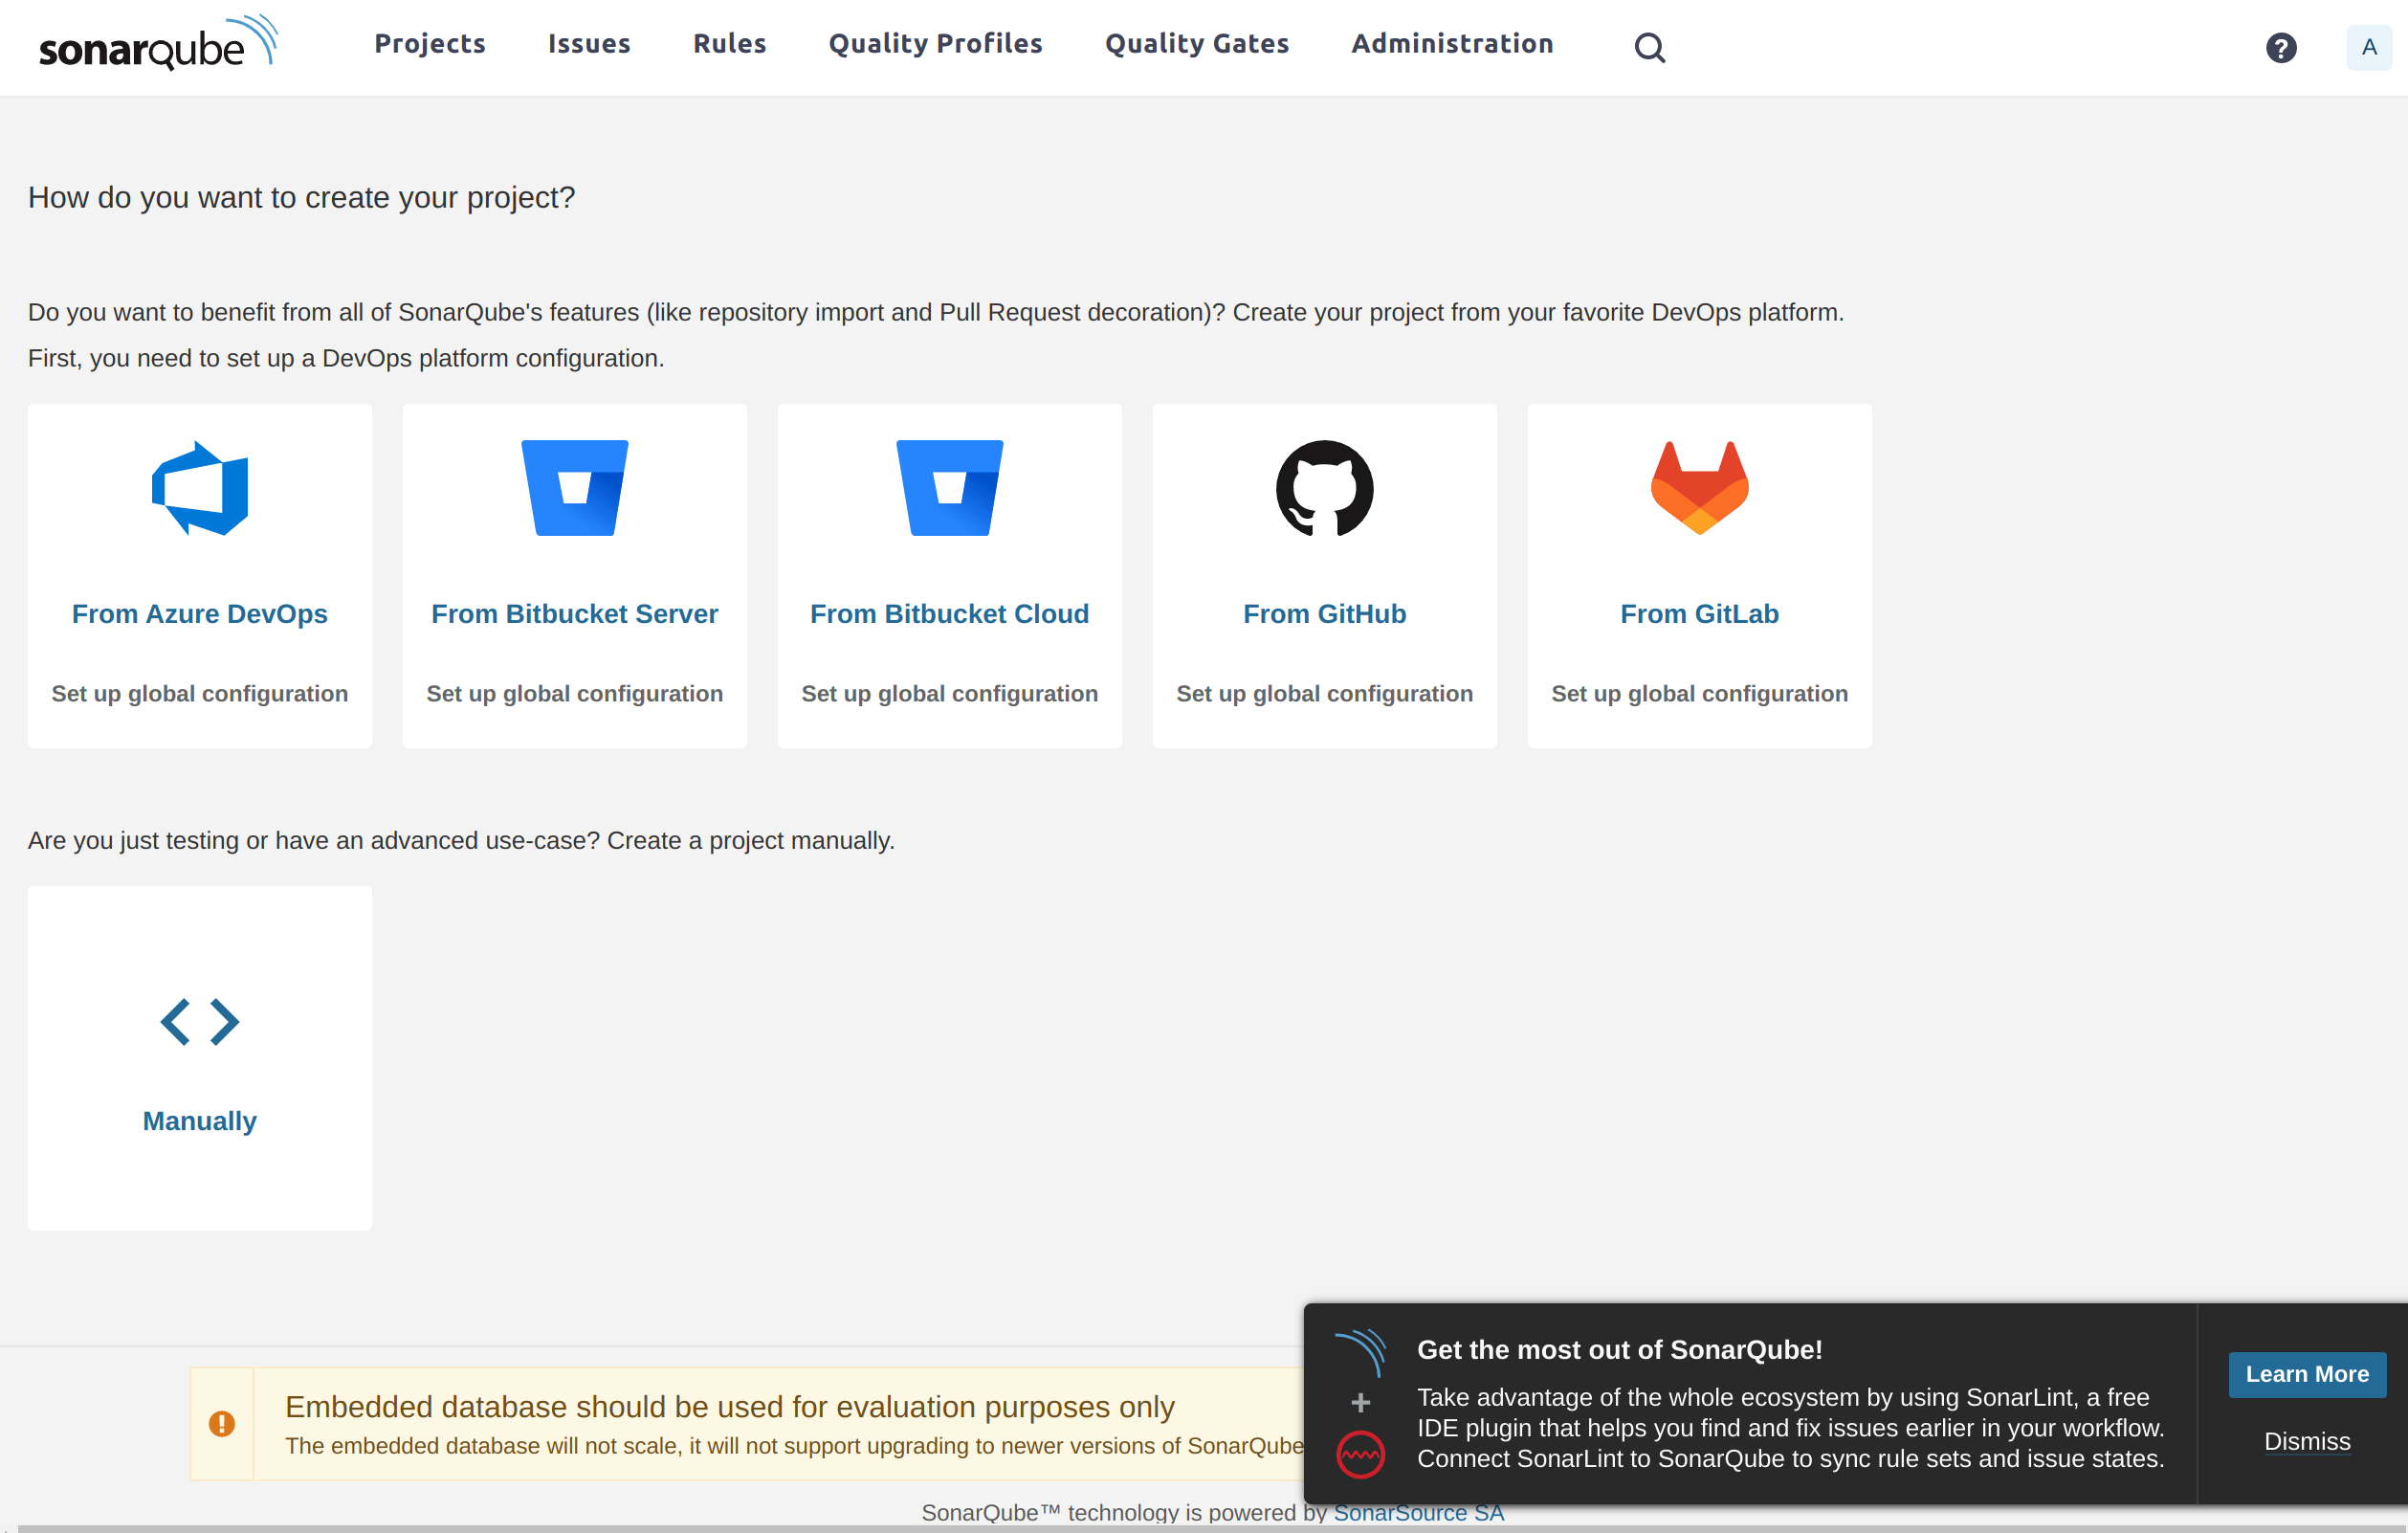 sonarqube Projects Issues Rules Quality Profiles Quality Gates Administration ? A
How do you want to create your project?
Do you want to benefit from all of SonarQube's features (like repository import and Pull Request decoration)? Create your project from your favorite DevOps platform.
First, you need to set up a DevOps platform configuration.
From Azure DevOps From Bitbucket Server From Bitbucket Cloud From GitHub From GitLab
Set up global configuration Set up global configuration Set up global configuration Set up global configuration Set up global configuration
Are you just testing or have an advanced use-case? Create a project manually.
Manually
Embedded database should be used for evaluation purposes only
The embedded database will not scale, it will not support upgrading to newer versions of SonarQube
Get the most out of SonarQube!
Take advantage of the whole ecosystem by using SonarLint, a free
IDE plugin that helps you find and fix issues earlier in your workflow.
Connect SonarLint to SonarQube to sync rule sets and issue states.
Learn More
Dismiss
SonarQube™ technology is powered by SonarSource SA